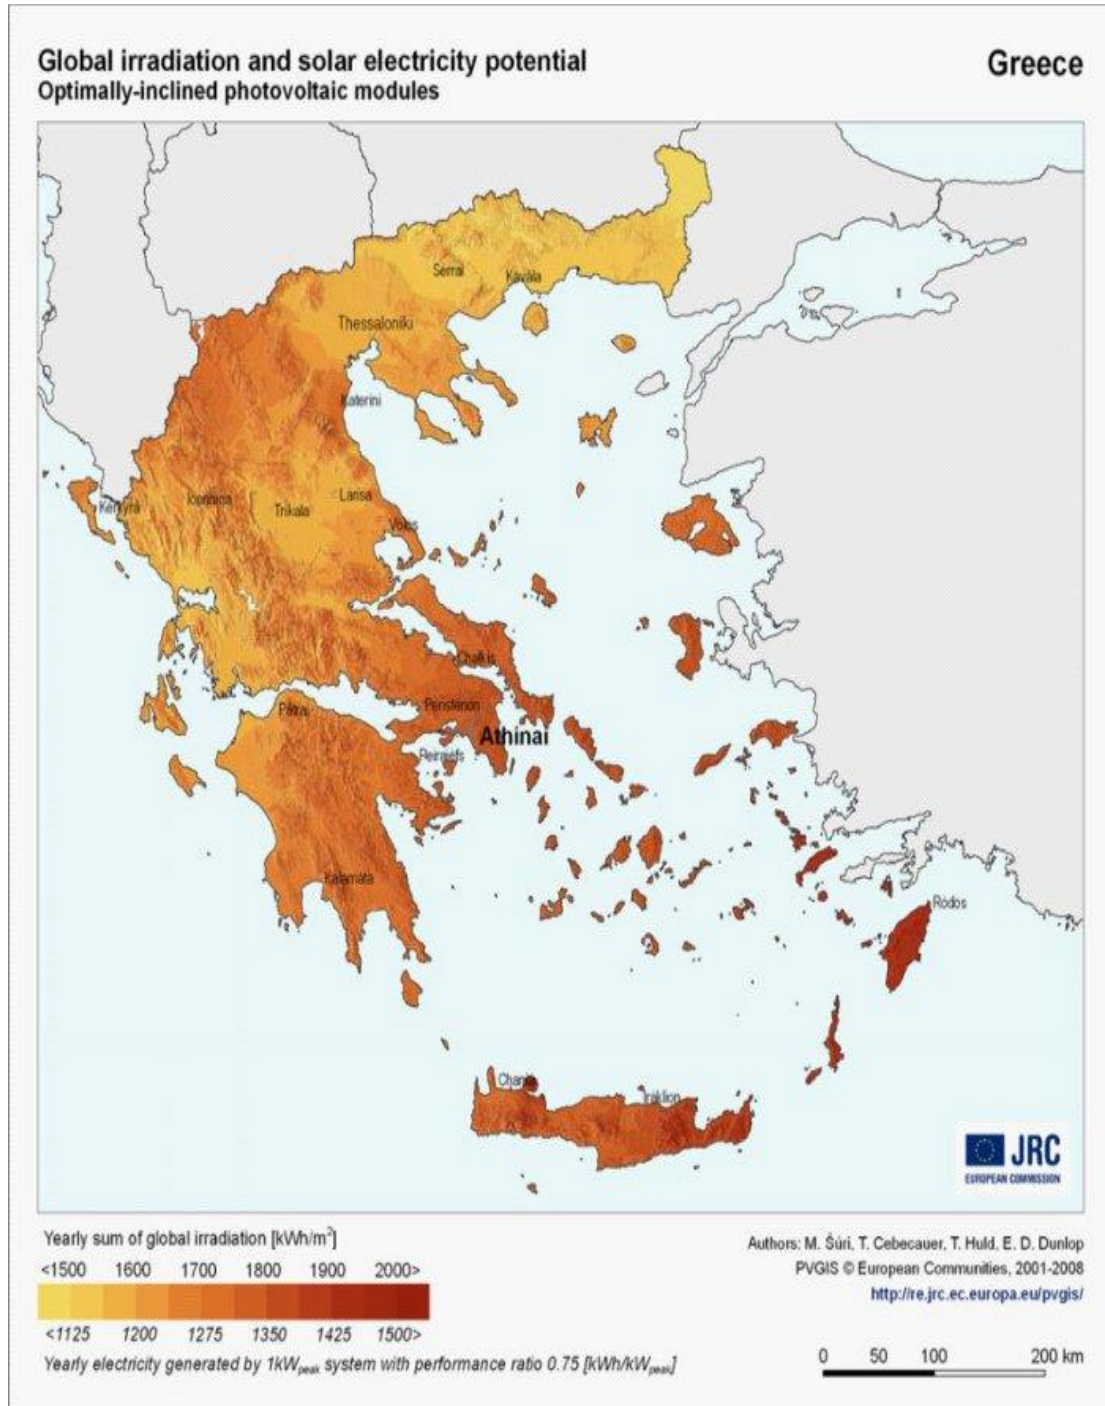 Global irradiation and solar electricity potential
Optimally-inclined photovoltaic modules
Greece
Serrai
Kavala
Thessaloniki
Katerini
Kerkyra
Ioannina
Trikala
Larisa
Volos
Chalkis
Patrai
Peristerion
Athinai
Peiraiefs
Kalamata
Ródos
Chania
Iraklion
JRC
EUROPEAN COMMISSION
Yearly sum of global irradiation [kWh/m²]
<1500 1600 1700 1800 1900 2000>
<1125 1200 1275 1350 1425 1500>
Yearly electricity generated by 1kWpeak system with performance ratio 0.75 [kWh/kWpeak]
Authors: M. Šúri, T. Cebecauer, T. Huld, E. D. Dunlop
PVGIS © European Communities, 2001-2008
http://re.jrc.ec.europa.eu/pvgis/
0 50 100 200 km